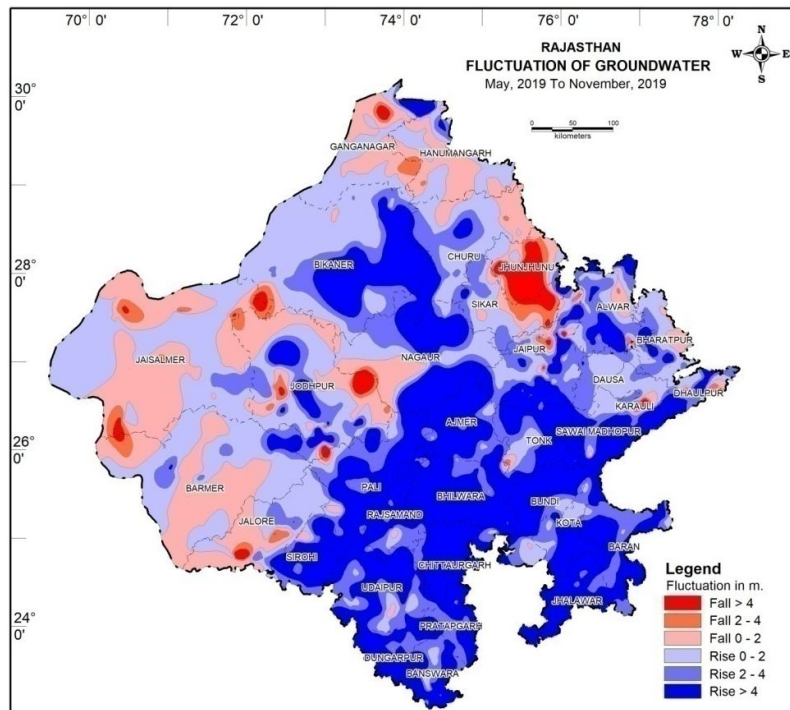 70° 0'
72° 0'
74° 0'
76° 0'
78° 0'
RAJASTHAN
FLUCTUATION OF GROUNDWATER
May, 2019 To November, 2019
N
W E
S
0 50 100
kilometers
30°
0'
28°
0'
26°
0'
24°
0'
GANGANAGAR
HANUMANGARH
BIKANER
CHURU
JHUNJHUNU
SIKAR
ALWAR
BHARATPUR
JAISALMER
NAGAUR
JAIPUR
JODHPUR
DAUSA
DHAULPUR
KARAULI
AJMER
SAWAI MADHOPUR
TONK
BARMER
PALI
BHILWARA
BUNDI
RAJSAMAND
JALORE
KOTA
SIROHI
CHITTAURGARH
BARAN
UDAIPUR
JHALAWAR
PRATAPGARH
DUNGARPUR
BANSWARA
Legend
Fluctuation in m.
Fall > 4
Fall 2 - 4
Fall 0 - 2
Rise 0 - 2
Rise 2 - 4
Rise > 4